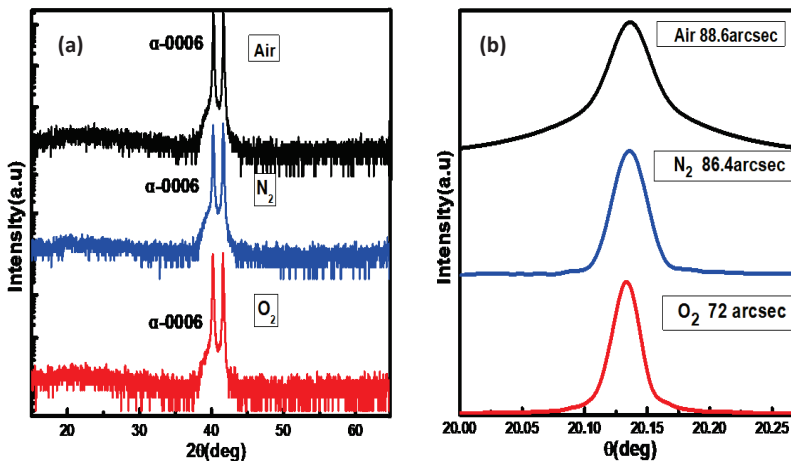 (a)
α-0006
Air
α-0006
N2
α-0006
O2
Intensity(a.u)
20 30 40 50 60
2θ(deg)
(b)
Air 88.6arcsec
N2 86.4arcsec
O2 72 arcsec
Intensity(a.u)
20.00 20.05 20.10 20.15 20.20 20.25
θ(deg)